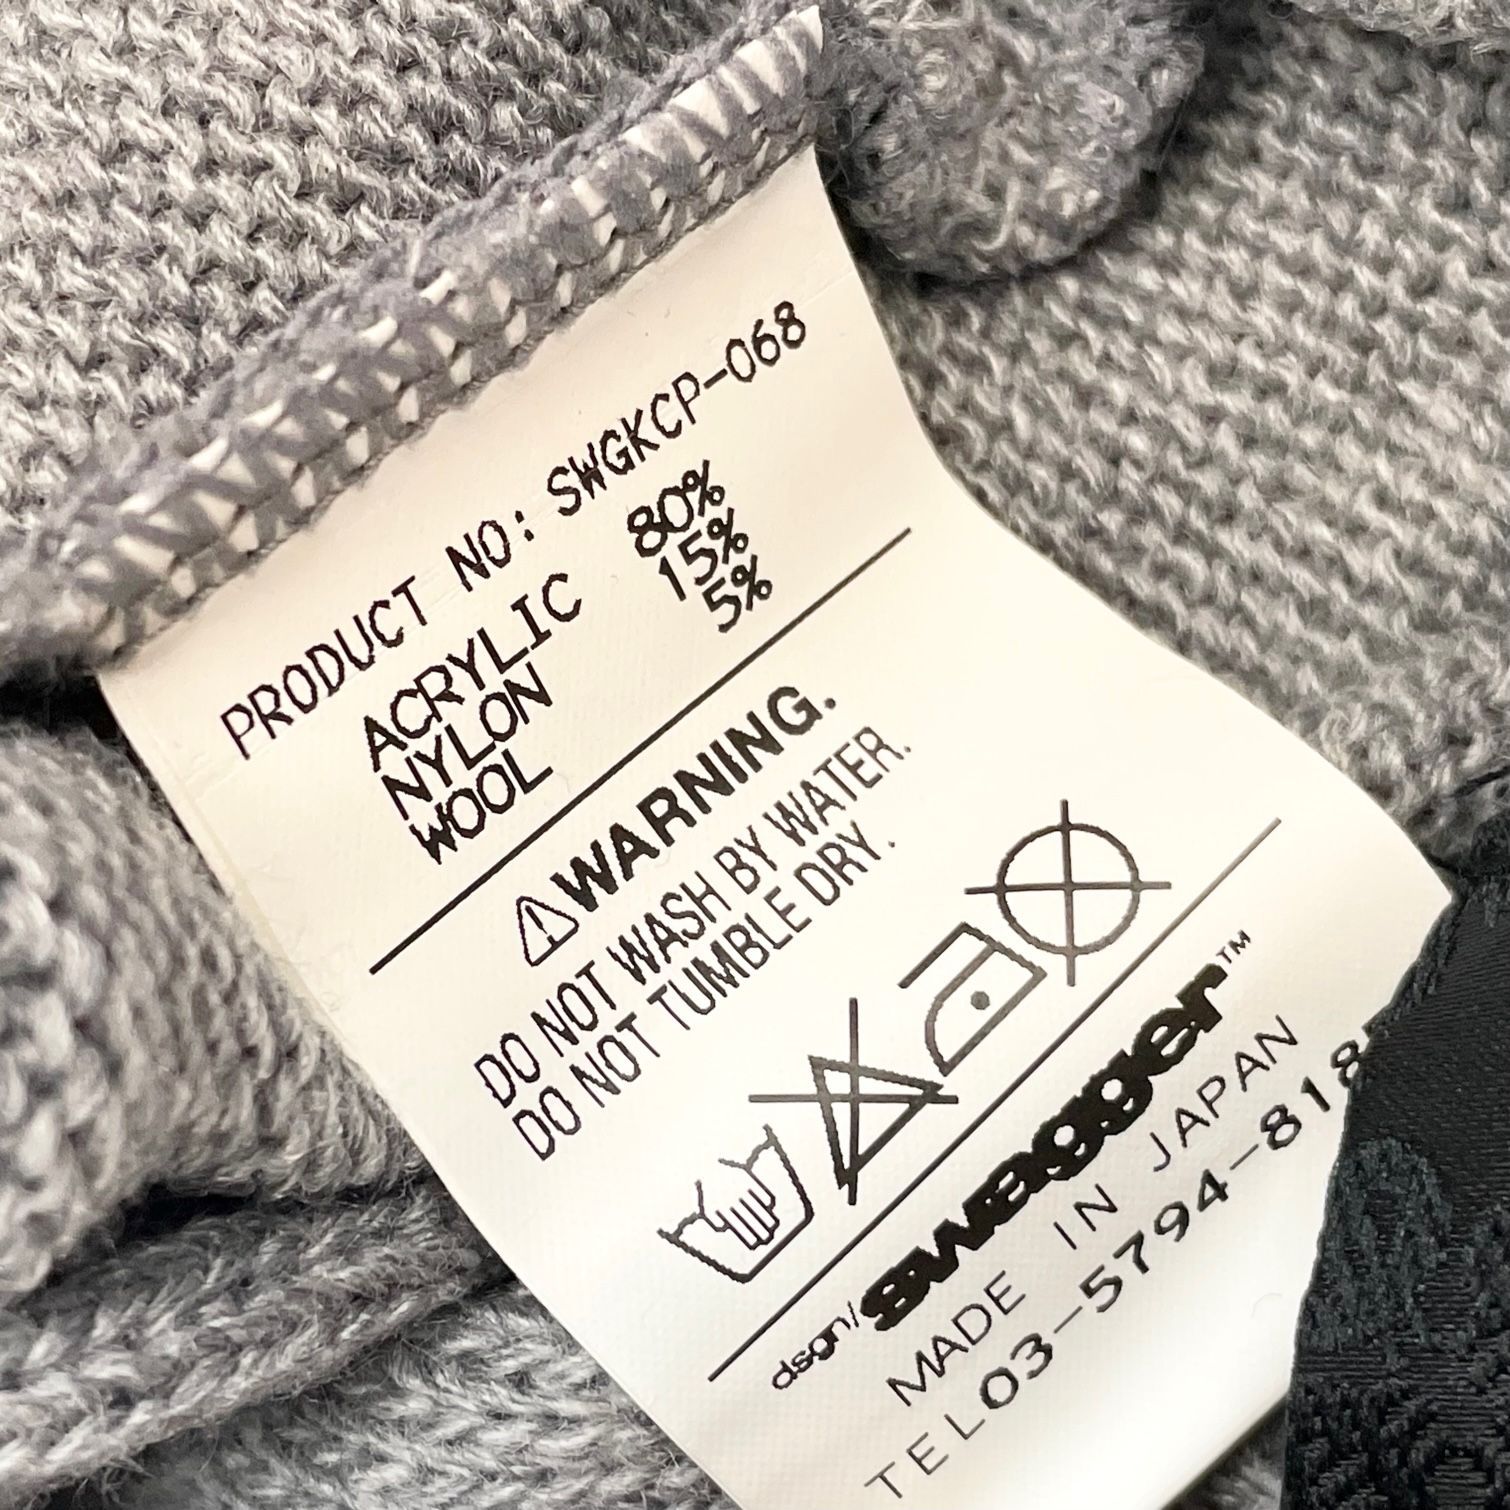 PRODUCT NO: SWGKCP-068
ACRYLIC 80%
NYLON 15%
WOOL 5%
WARNING.
DO NOT WASH BY WATER.
DO NOT TUMBLE DRY.
dsgn/swagger™
MADE IN JAPAN
TEL03-5794-818